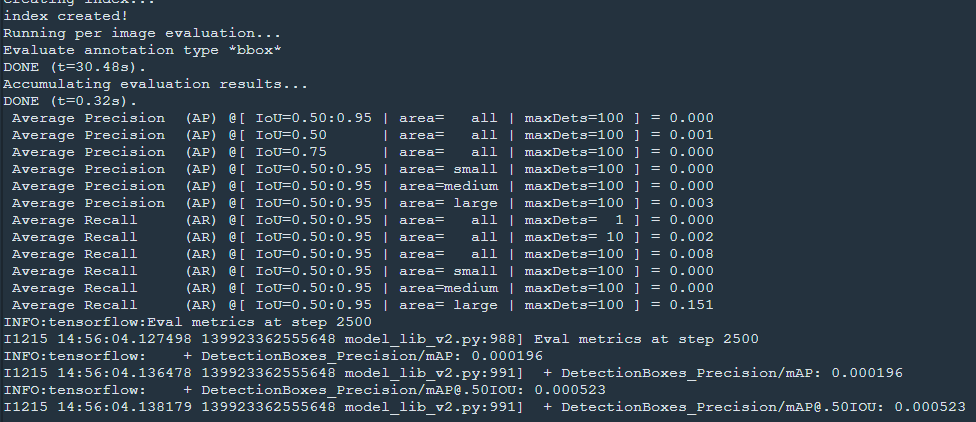 creating index...
index created!
Running per image evaluation...
Evaluate annotation type *bbox*
DONE (t=30.48s).
Accumulating evaluation results...
DONE (t=0.32s).
 Average Precision  (AP) @[ IoU=0.50:0.95 | area=   all | maxDets=100 ] = 0.000
 Average Precision  (AP) @[ IoU=0.50      | area=   all | maxDets=100 ] = 0.001
 Average Precision  (AP) @[ IoU=0.75      | area=   all | maxDets=100 ] = 0.000
 Average Precision  (AP) @[ IoU=0.50:0.95 | area= small | maxDets=100 ] = 0.000
 Average Precision  (AP) @[ IoU=0.50:0.95 | area=medium | maxDets=100 ] = 0.000
 Average Precision  (AP) @[ IoU=0.50:0.95 | area= large | maxDets=100 ] = 0.003
 Average Recall     (AR) @[ IoU=0.50:0.95 | area=   all | maxDets=  1 ] = 0.000
 Average Recall     (AR) @[ IoU=0.50:0.95 | area=   all | maxDets= 10 ] = 0.002
 Average Recall     (AR) @[ IoU=0.50:0.95 | area=   all | maxDets=100 ] = 0.008
 Average Recall     (AR) @[ IoU=0.50:0.95 | area= small | maxDets=100 ] = 0.000
 Average Recall     (AR) @[ IoU=0.50:0.95 | area=medium | maxDets=100 ] = 0.000
 Average Recall     (AR) @[ IoU=0.50:0.95 | area= large | maxDets=100 ] = 0.151
INFO:tensorflow:Eval metrics at step 2500
I1215 14:56:04.127498 139923362555648 model_lib_v2.py:988] Eval metrics at step 2500
INFO:tensorflow:    + DetectionBoxes_Precision/mAP: 0.000196
I1215 14:56:04.136478 139923362555648 model_lib_v2.py:991]  + DetectionBoxes_Precision/mAP: 0.000196
INFO:tensorflow:    + DetectionBoxes_Precision/mAP@.50IOU: 0.000523
I1215 14:56:04.138179 139923362555648 model_lib_v2.py:991]  + DetectionBoxes_Precision/mAP@.50IOU: 0.000523